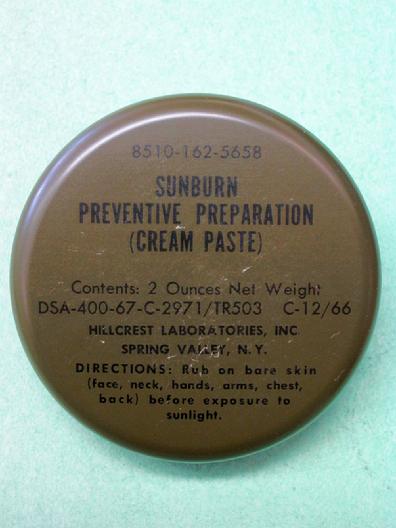 8510-162-5658
SUNBURN
PREVENTIVE PREPARATION
(CREAM PASTE)
Contents: 2 Ounces Net Weight
DSA-400-67-C-2971/TR503 C-12/66
HILLCREST LABORATORIES, INC
SPRING VALLEY, N.Y.
DIRECTIONS: Rub on bare skin
(face, neck, hands, arms, chest,
back) before exposure to
sunlight.